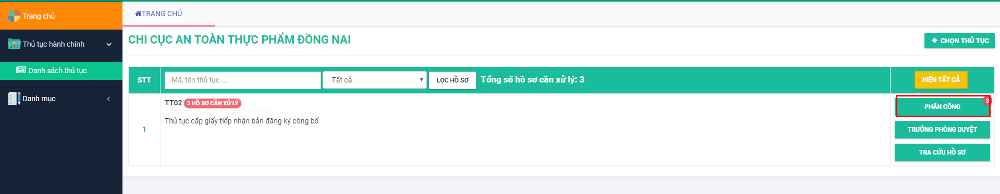 Trang chủ
Thủ tục hành chính
Danh sách thủ tục
Danh mục
TRANG CHỦ
CHI CỤC AN TOÀN THỰC PHẨM ĐỒNG NAI
CHỌN THỦ TỤC
STT
Mã, tên thủ tục ...
Tất cả
LỌC HỒ SƠ
Tổng số hồ sơ cần xử lý: 3
HIỆN TẤT CẢ
1
TT02 3 HỒ SƠ CẦN XỬ LÝ
Thủ tục cấp giấy tiếp nhận bản đăng ký công bố
PHÂN CÔNG 3
TRƯỞNG PHÒNG DUYỆT
TRA CỨU HỒ SƠ